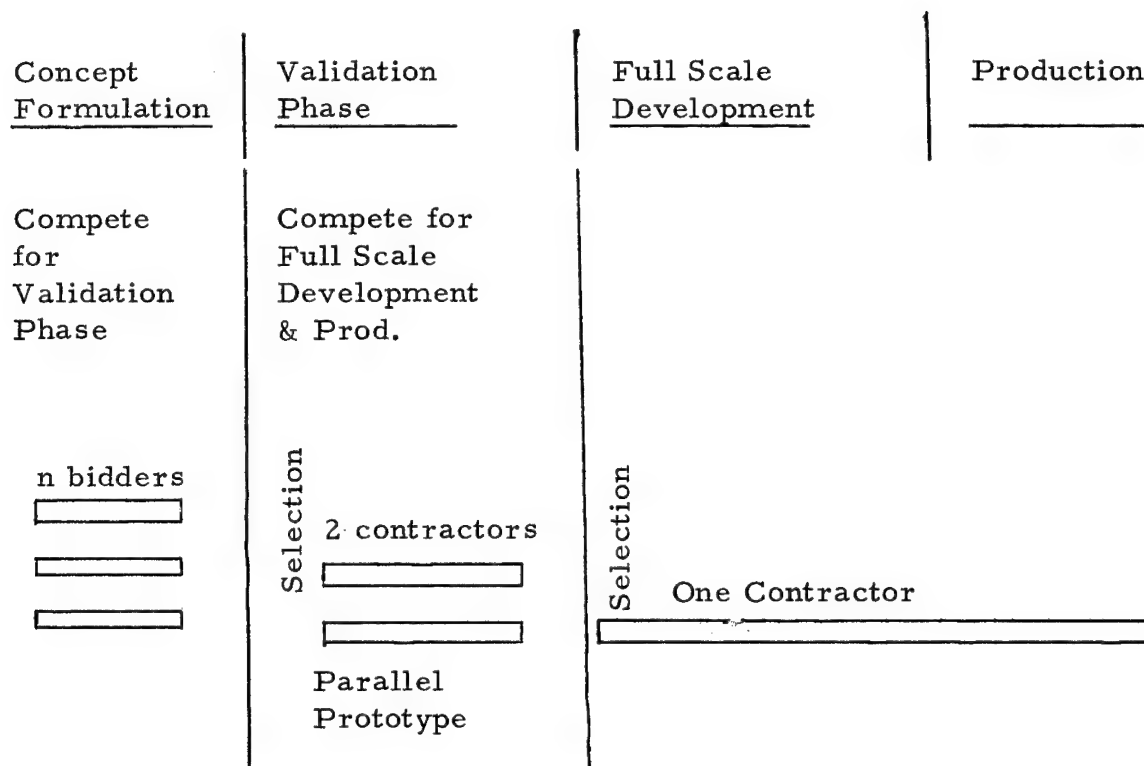 Concept
Formulation
Validation
Phase
Full Scale
Development
Production
Compete
for
Validation
Phase
Compete for
Full Scale
Development
& Prod.
n bidders
Selection
2 contractors
Parallel
Prototype
Selection
One Contractor